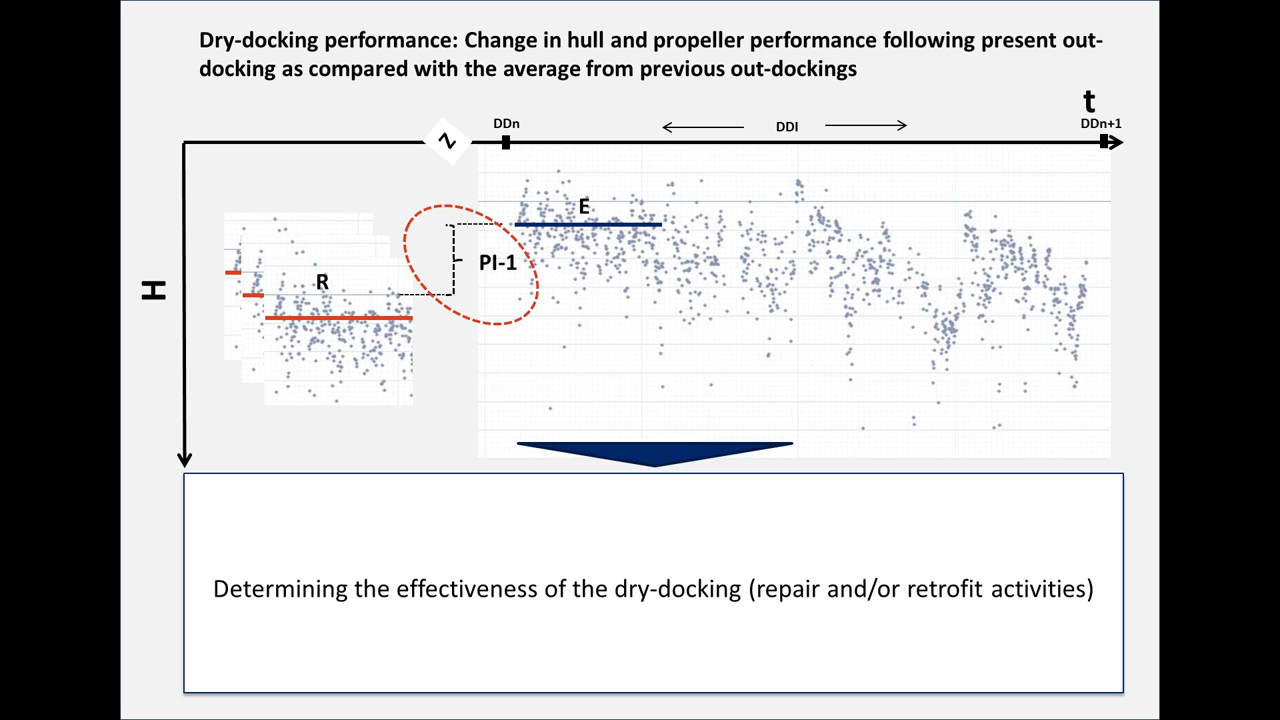 Dry-docking performance: Change in hull and propeller performance following present out-
docking as compared with the average from previous out-dockings
t
DDn
DDI
DDn+1
N
E
PI-1
R
H
Determining the effectiveness of the dry-docking (repair and/or retrofit activities)